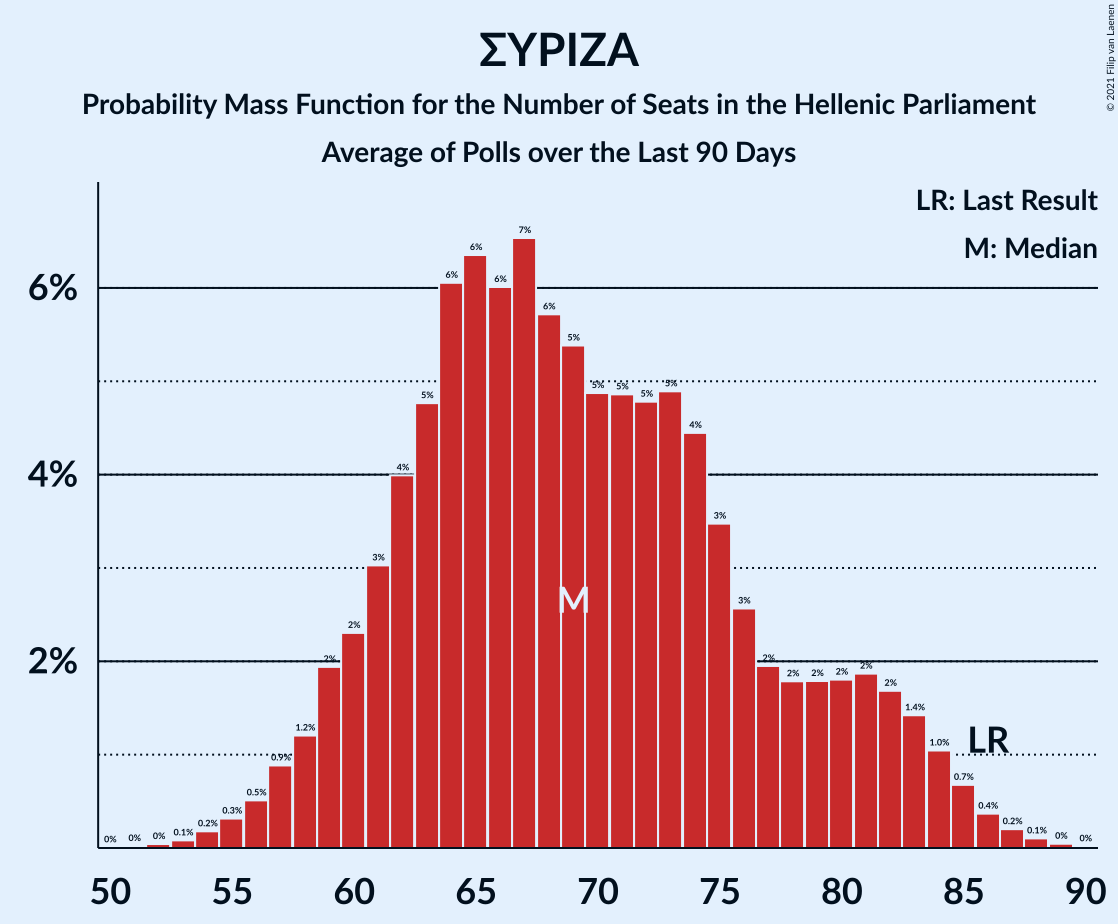 ΣΥΡΙΖΑ
Probability Mass Function for the Number of Seats in the Hellenic Parliament
Average of Polls over the Last 90 Days
© 2021 Filip van Laenen
LR: Last Result
M: Median
7%
6% 6% 6% 6%
6%
5% 5% 5% 5% 5% 5%
4% 4%
4%
3% 3%
M
3%
2% 2% 2% 2% 2% 2% 2% 2% 2%
2%
1.2% 1.4%
0.9% 1.0% LR
0.5% 0.7%
0% 0% 0% 0.1% 0.2% 0.3% 0.4% 0.2% 0.1% 0% 0%
50 55 60 65 70 75 80 85 90